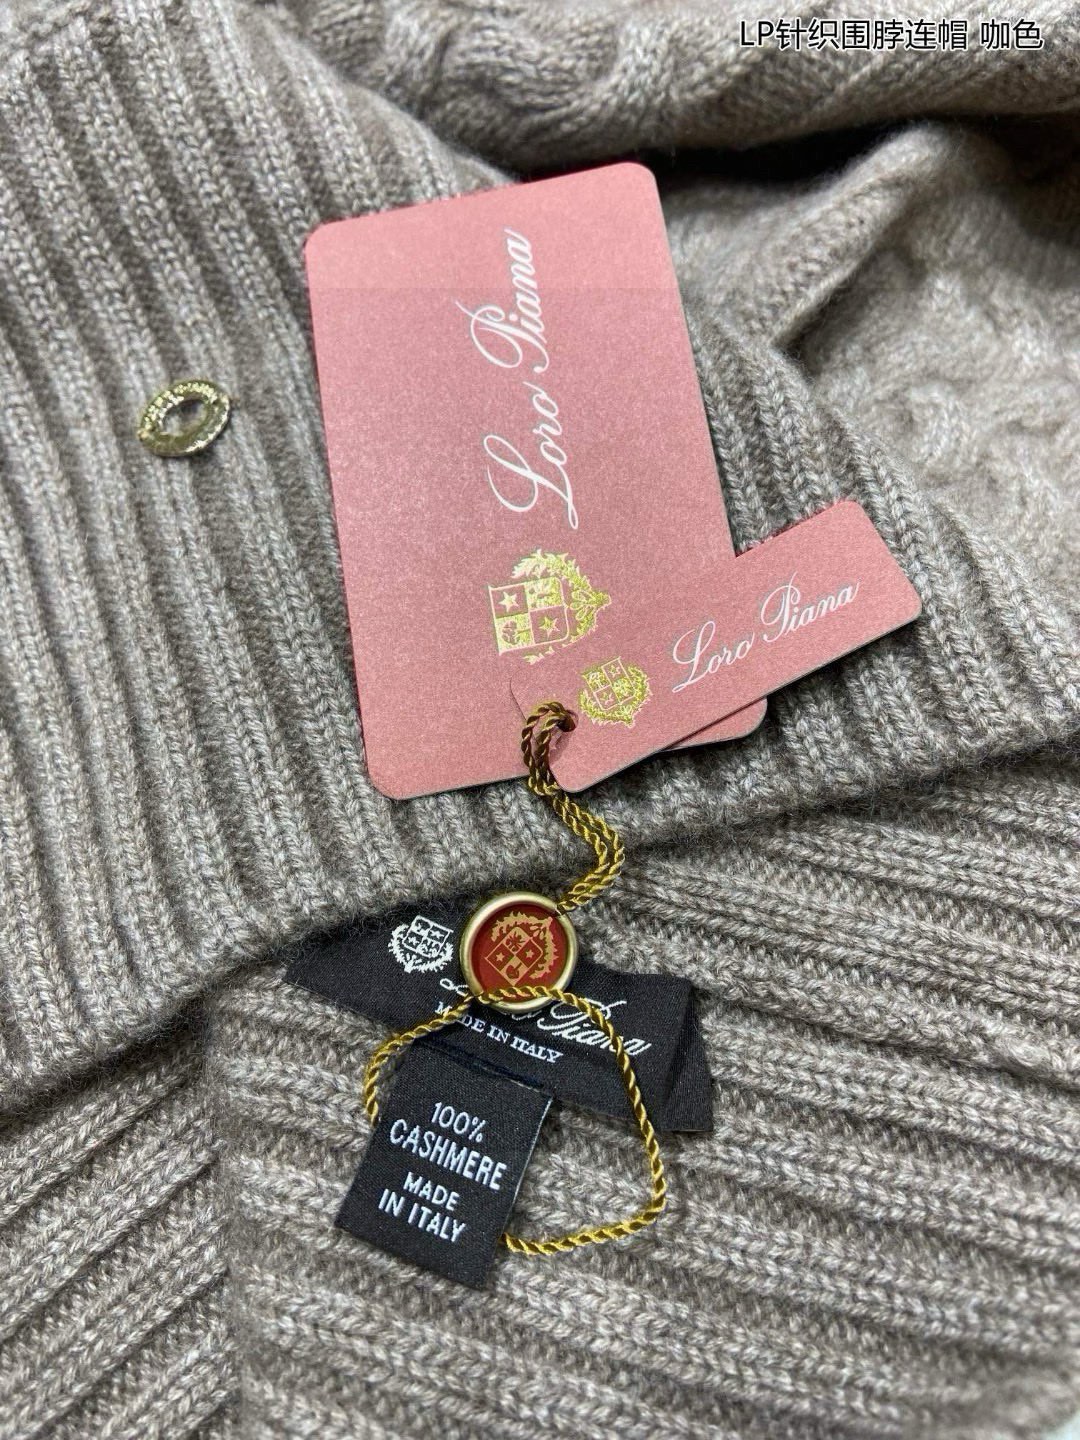 LP针织围脖连帽 咖色
Loro Piana
Loro Piana
Piana
MADE IN ITALY
100%
CASHMERE
MADE
IN ITALY